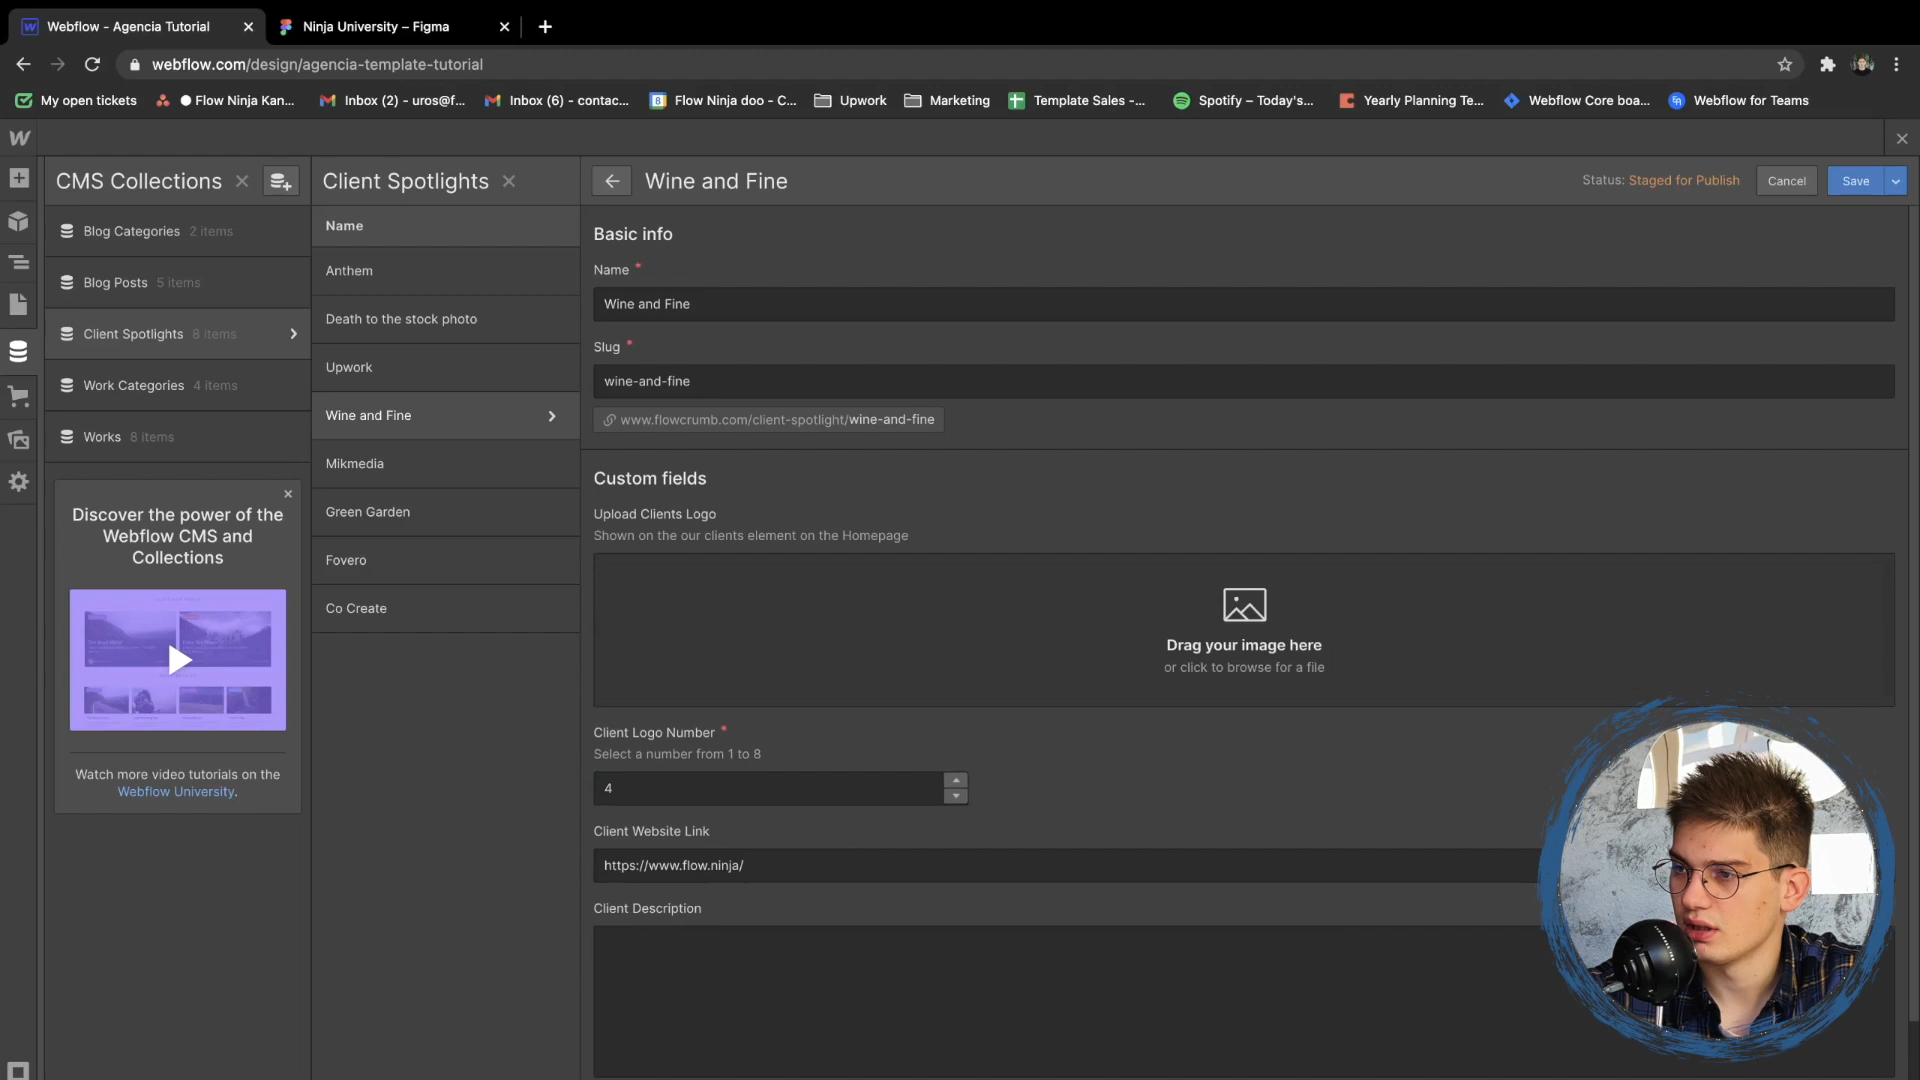 Webflow - Agencia Tutorial
Ninja University – Figma
webflow.com/design/agencia-template-tutorial
My open tickets
Flow Ninja Kan...
Inbox (2) - uros@f...
Inbox (6) - contac...
Flow Ninja doo - C...
Upwork
Marketing
Template Sales -...
Spotify – Today's...
Yearly Planning Te...
Webflow Core boa...
Webflow for Teams
CMS Collections
Client Spotlights
Wine and Fine
Status: Staged for Publish
Cancel
Save
Blog Categories 2 items
Blog Posts 5 items
Client Spotlights 8 items
Work Categories 4 items
Works 8 items
Discover the power of the
Webflow CMS and
Collections
Watch more video tutorials on the
Webflow University.
Name
Anthem
Death to the stock photo
Upwork
Wine and Fine
Mikmedia
Green Garden
Fovero
Co Create
Basic info
Name *
Wine and Fine
Slug *
wine-and-fine
www.flowcrumb.com/client-spotlight/wine-and-fine
Custom fields
Upload Clients Logo
Shown on the our clients element on the Homepage
Drag your image here
or click to browse for a file
Client Logo Number *
Select a number from 1 to 8
4
Client Website Link
https://www.flow.ninja/
Client Description